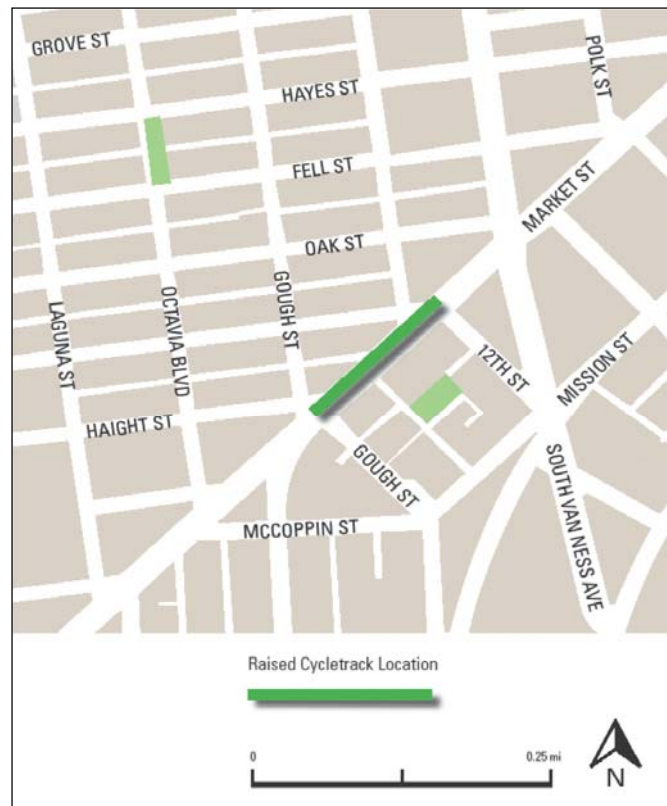 GROVE ST
POLK ST
HAYES ST
FELL ST
MARKET ST
OAK ST
LAGUNA ST
OCTAVIA BLVD
GOUGH ST
12TH ST
MISSION ST
HAIGHT ST
GOUGH ST
SOUTH VAN NESS AVE
MCCOPPIN ST
Raised Cycletrack Location
0
0.25 mi
N